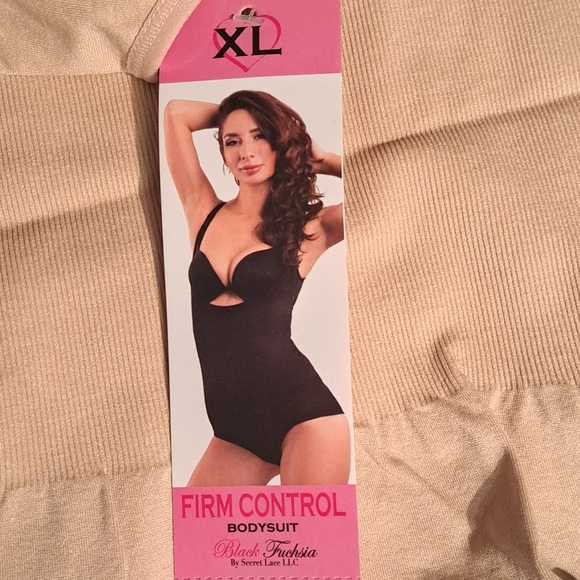 XL
FIRM CONTROL
BODYSUIT
Black Fuchsia
By Secret Lace LLC